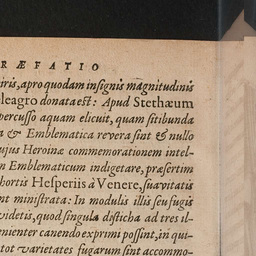 RÆFATIO
iris, apro quodam insignis magnitudinis
leagro donata est: Apud Stethæum
percusso aquam elicuit, quam sitibunda
a & Emblematica revera sint & nullo
ujus Heroinæ commemorationem intel-
n Emblematicum indigetare, præsertim
hortis Hesperiis à Venere, suavitatis
nt ministrata: In modulis illis seu fugis
videtis, quod singula disticha ad tres il-
nienter canendo exprimi possint, in qui-
tot varietates fugarum sint accommo-